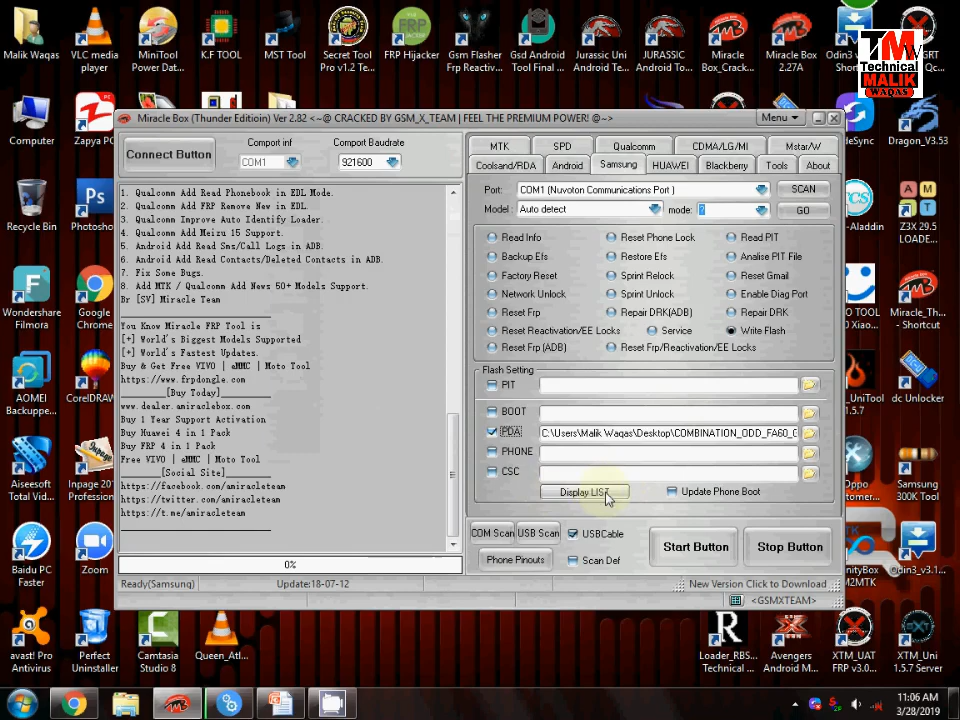 Malik Waqas
VLC media
player
MiniTool
Power Dat...
K.F TOOL
MST Tool
Secret Tool
Pro v1.2 Te...
FRP
FRP Hijacker
Gsm Flasher
Frp Reactiv...
Gsd Android
Tool Final ...
Jurassic Uni
Android Te...
JURASSIC
Android To...
Miracle
Box_Crack...
Miracle Box
2.27A
Odin3
TMW
Technical
MALIK
WAQAS
Computer
Zapya PC
Dragon_v3.53
Recycle Bin
Ps
Photosho
Z3X 29.5
LOADE...
Wondershare
Filmora
Google
Chrome
Miracle_Th...
- Shortcut
AOMEI
Backuppe...
CorelDRAW
dc Unlocker
Aiseesoft
Total Vid...
Inpage 201
Profession
Samsung
300K Tool
Baidu PC
Faster
Zoom
avast! Pro
Antivirus
Perfect
Uninstaller
Camtasia
Studio 8
Queen_Atl...
Loader_RBS...
Technical ...
Avengers
Android M...
XTM_UAT
FRP v3.0...
XTM_Uni
1.5.7 Server
Miracle Box (Thunder Editioin) Ver 2.82 <~@ CRACKED BY GSM_X_TEAM | FEEL THE PREMIUM POWER! @~>
Menu
Connect Button
Comport inf
COM1
Comport Baudrate
921600
1. Qualcomm Add Read Phonebook in EDL Mode.
2. Qualcomm Add FRP Remove New in EDL.
3. Qualcomm Improve Auto Identify Loader.
4. Qualcomm Add Meizu 15 Support.
5. Android Add Read Sms/Call Logs in ADB.
6. Android Add Read Contacts/Deleted Contacts in ADB.
7. Fix Some Bugs.
8. Add MTK / Qualcomm Add News 50+ Models Support.
Br [SV] Miracle Team
You Know Miracle FRP Tool is
[+] World's Biggest Models Supported
[+] World's Fastest Updates.
Buy & Get Free VIVO | eMMC | Moto Tool
https://www.frpdongle.com
[Buy Today]
www.dealer.amiraclebox.com
Buy 1 Year Support Activation
Buy Huawei 4 in 1 Pack
Buy FRP 4 in 1 Pack
Free VIVO | eMMC | Moto Tool
[Social Site]
https://facebook.com/amiracleteam
https://twitter.com/amiracleteam
https://t.me/amiracleteam
0%
Ready(Samsung)
Update:18-07-12
New Version Click to Download
<GSMXTEAM>
MTK SPD Qualcomm CDMA/LG/MI Mstar/W
Coolsand/RDA Android Samsung HUAWEI Blackberry Tools About
Port: COM1 (Nuvoton Communications Port ) SCAN
Model : Auto detect mode: ? GO
Read Info Reset Phone Lock Read PIT
Backup Efs Restore Efs Analise PIT File
Factory Reset Sprint Relock Reset Gmail
Network Unlock Sprint Unlock Enable Diag Port
Reset Frp Repair DRK(ADB) Repair DRK
Reset Reactivation/EE Locks Service Write Flash
Reset Frp (ADB) Reset Frp/Reactivation/EE Locks
Flash Setting
PIT
BOOT
PDA C:\Users\Malik Waqas\Desktop\COMBINATION_ODD_FA60_
PHONE
CSC
Display LIST Update Phone Boot
COM Scan USB Scan USBCable
Phone Pinouts Scan Def
Start Button Stop Button
11:06 AM
3/28/2019